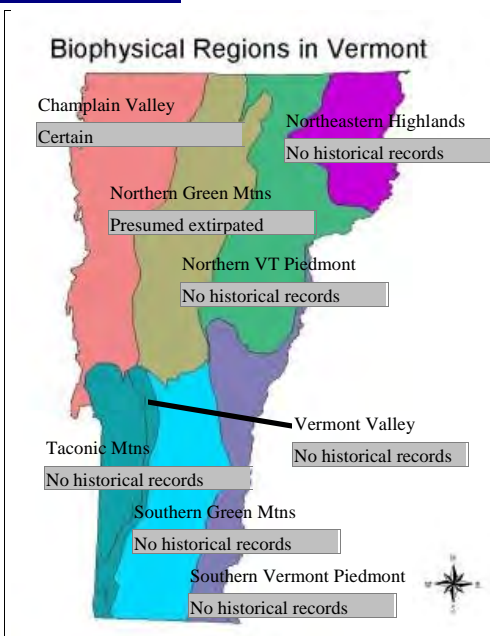 Biophysical Regions in Vermont
Champlain Valley
Certain
Northeastern Highlands
No historical records
Northern Green Mtns
Presumed extirpated
Northern VT Piedmont
No historical records
Vermont Valley
No historical records
Taconic Mtns
No historical records
Southern Green Mtns
No historical records
Southern Vermont Piedmont
No historical records